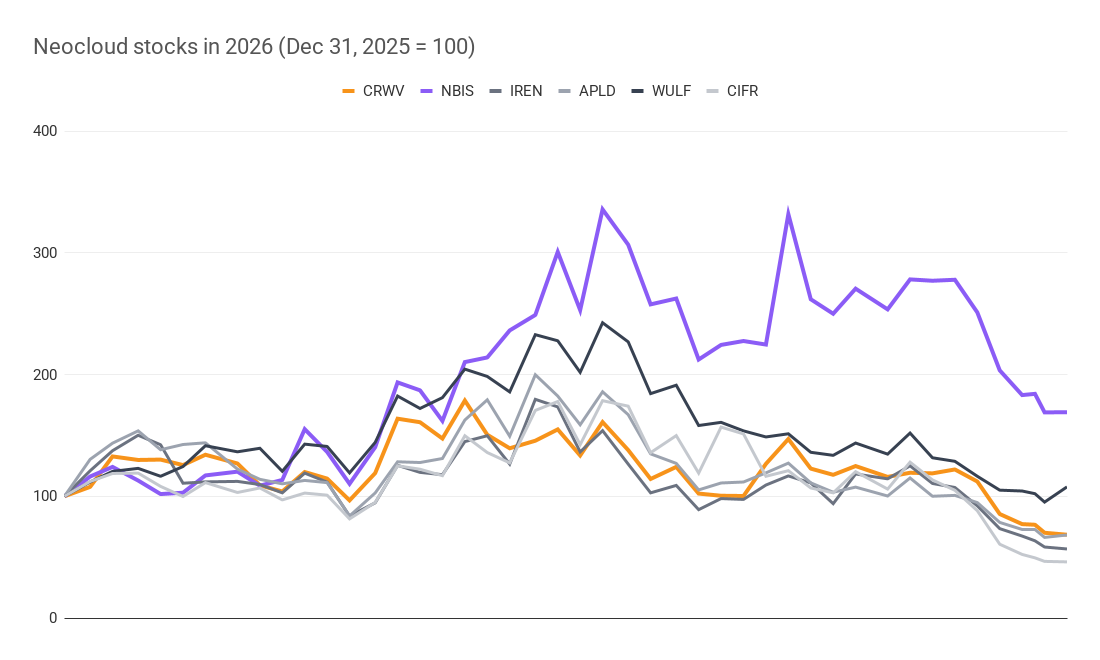 Neocloud stocks in 2026 (Dec 31, 2025 = 100)
CRWV NBIS IREN APLD WULF CIFR
400
300
200
100
0